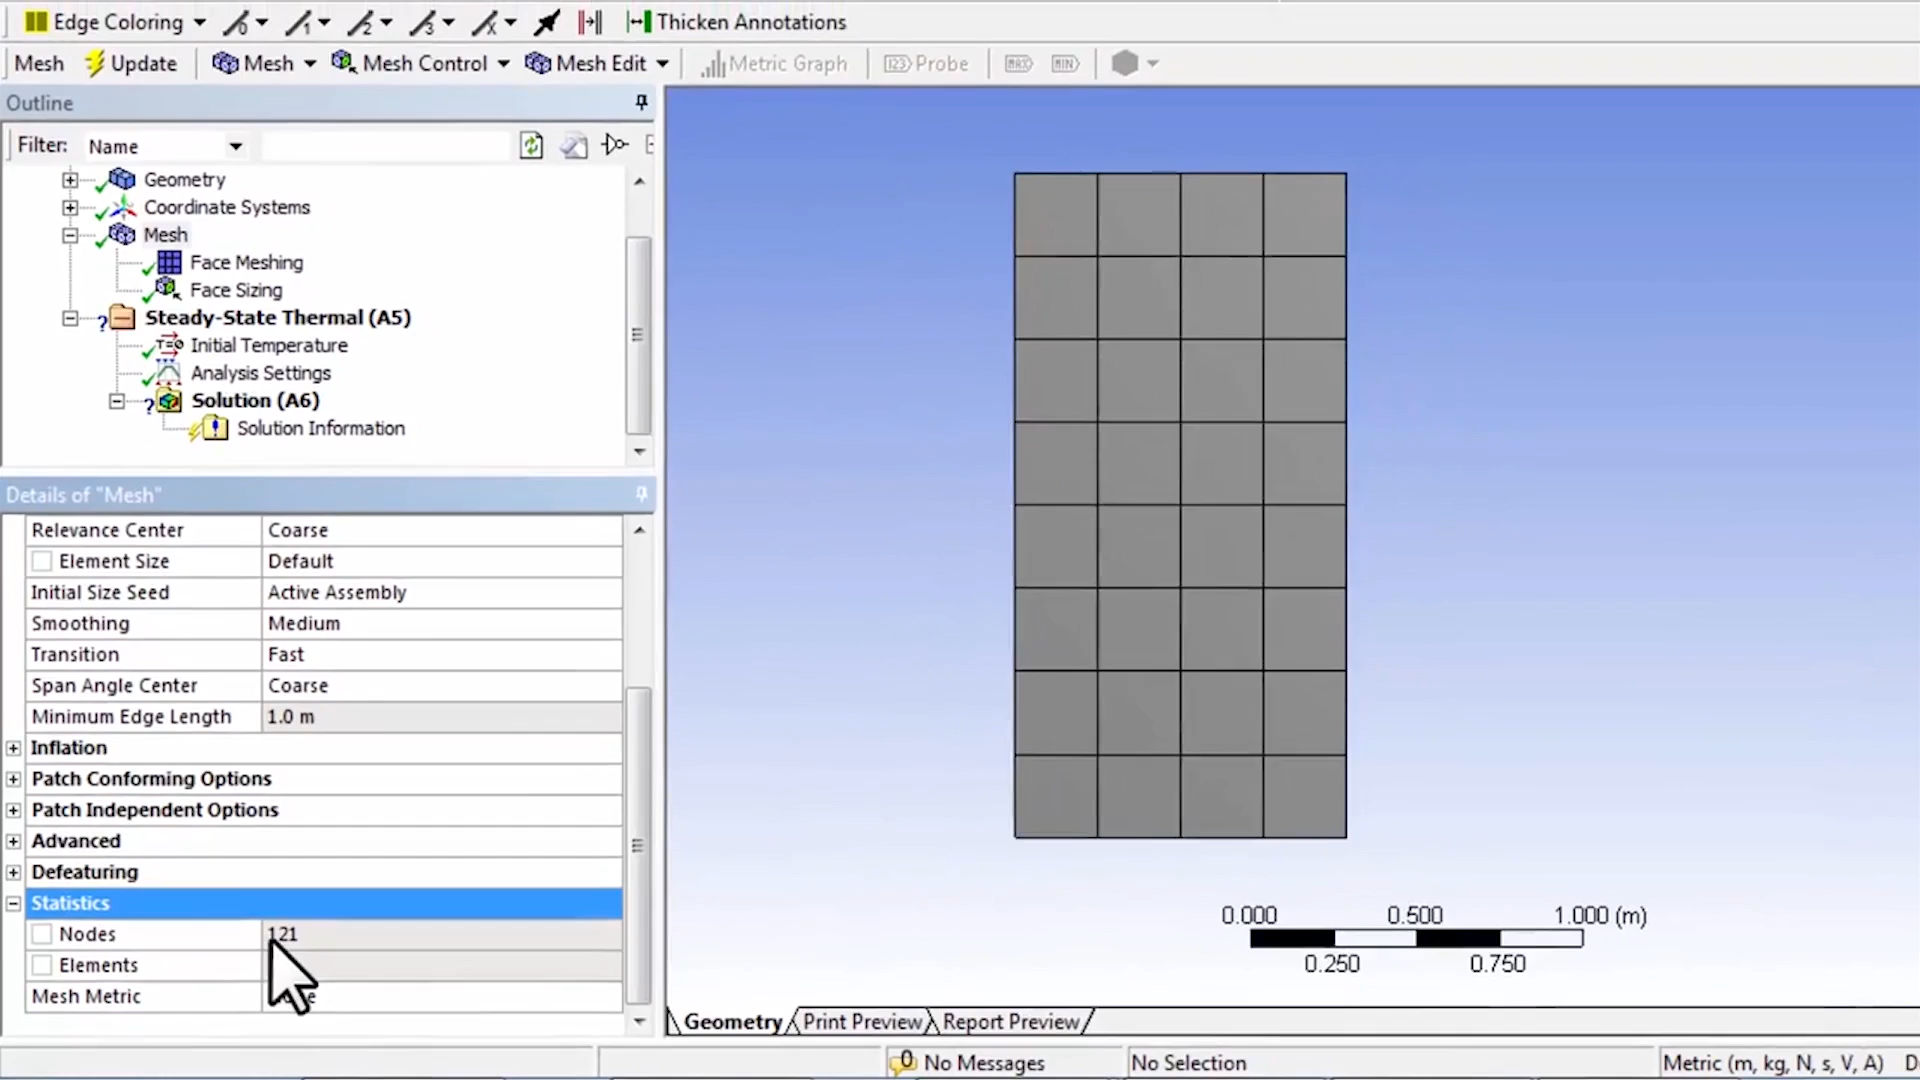 Edge Coloring
Thicken Annotations
Mesh Update Mesh Mesh Control Mesh Edit Metric Graph Probe MAX MIN
Outline
Filter: Name
Geometry
Coordinate Systems
Mesh
Face Meshing
Face Sizing
Steady-State Thermal (A5)
Initial Temperature
Analysis Settings
Solution (A6)
Solution Information
Details of "Mesh"
Relevance Center Coarse
Element Size Default
Initial Size Seed Active Assembly
Smoothing Medium
Transition Fast
Span Angle Center Coarse
Minimum Edge Length 1.0 m
Inflation
Patch Conforming Options
Patch Independent Options
Advanced
Defeaturing
Statistics
Nodes 121
Elements
Mesh Metric
0.000 0.500 1.000 (m)
0.250 0.750
Geometry Print Preview Report Preview
0 No Messages No Selection Metric (m, kg, N, s, V, A)